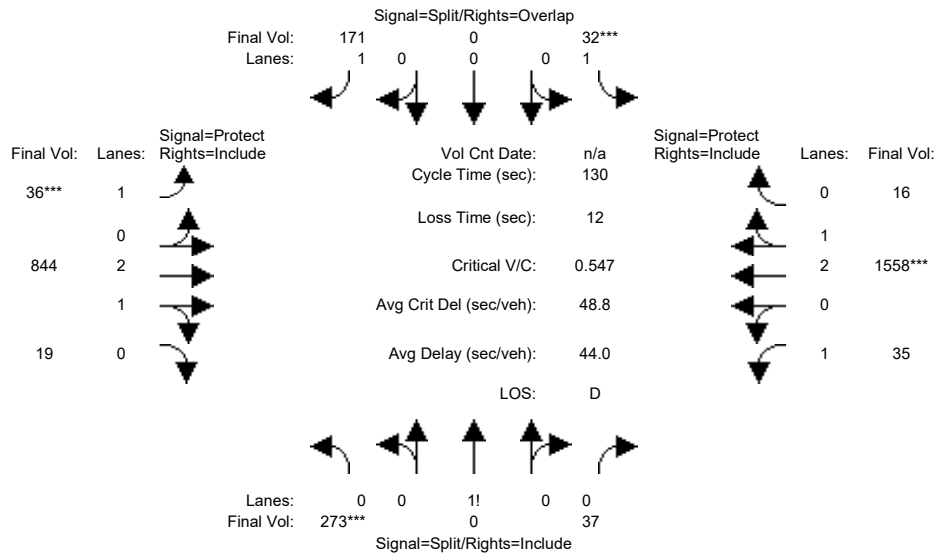 Signal=Split/Rights=Overlap
Final Vol: 171 0 32***
Lanes: 1 0 0 0 1
Signal=Protect Signal=Protect
Final Vol: Lanes: Rights=Include Vol Cnt Date: n/a Rights=Include Lanes: Final Vol:
Cycle Time (sec): 130
36*** 1 0 16
Loss Time (sec): 12
0 1
844 2 Critical V/C: 0.547 2 1558***
1 Avg Crit Del (sec/veh): 48.8 0
19 0 Avg Delay (sec/veh): 44.0 1 35
LOS: D
Lanes: 0 0 1! 0 0
Final Vol: 273*** 0 37
Signal=Split/Rights=Include